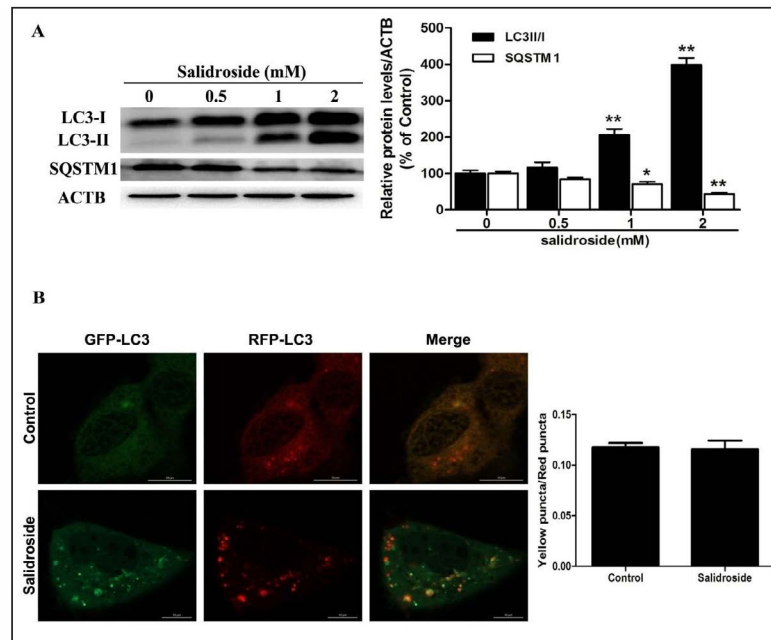 A
Salidroside (mM)
0 0.5 1 2
LC3-I
LC3-II
SQSTM1
ACTB
Relative protein levels/ACTB
(% of Control)
500
400
300
200
100
0
LC3II/I
SQSTM1
**
**
*
**
0 0.5 1 2
salidroside(mM)
B
GFP-LC3 RFP-LC3 Merge
Control
Salidroside
Yellow puncta/Red puncta
0.15
0.10
0.05
0.00
Control Salidroside